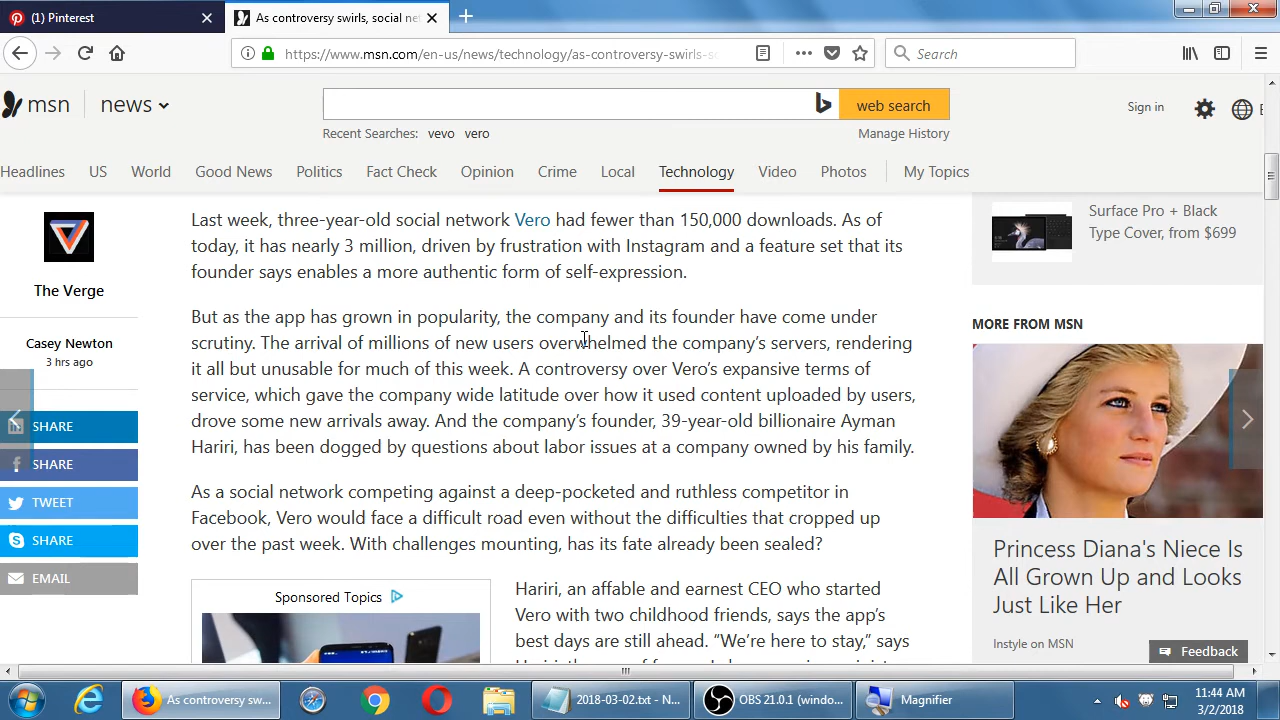 (1) Pinterest
As controversy swirls, social ne
https://www.msn.com/en-us/news/technology/as-controversy-swirls-s
Search
msn
news
web search
Sign in
Recent Searches: vevo vero
Manage History
Headlines US World Good News Politics Fact Check Opinion Crime Local Technology Video Photos My Topics
The Verge
Casey Newton
3 hrs ago
SHARE
SHARE
TWEET
SHARE
EMAIL
Last week, three-year-old social network Vero had fewer than 150,000 downloads. As of
today, it has nearly 3 million, driven by frustration with Instagram and a feature set that its
founder says enables a more authentic form of self-expression.
But as the app has grown in popularity, the company and its founder have come under
scrutiny. The arrival of millions of new users overwhelmed the company's servers, rendering
it all but unusable for much of this week. A controversy over Vero's expansive terms of
service, which gave the company wide latitude over how it used content uploaded by users,
drove some new arrivals away. And the company's founder, 39-year-old billionaire Ayman
Hariri, has been dogged by questions about labor issues at a company owned by his family.
As a social network competing against a deep-pocketed and ruthless competitor in
Facebook, Vero would face a difficult road even without the difficulties that cropped up
over the past week. With challenges mounting, has its fate already been sealed?
Sponsored Topics
Hariri, an affable and earnest CEO who started
Vero with two childhood friends, says the app's
best days are still ahead. "We're here to stay," says
Surface Pro + Black
Type Cover, from $699
MORE FROM MSN
Princess Diana's Niece Is
All Grown Up and Looks
Just Like Her
Instyle on MSN
Feedback
As controversy sw...
2018-03-02.txt - N...
OBS 21.0.1 (windo...
Magnifier
11:44 AM
3/2/2018